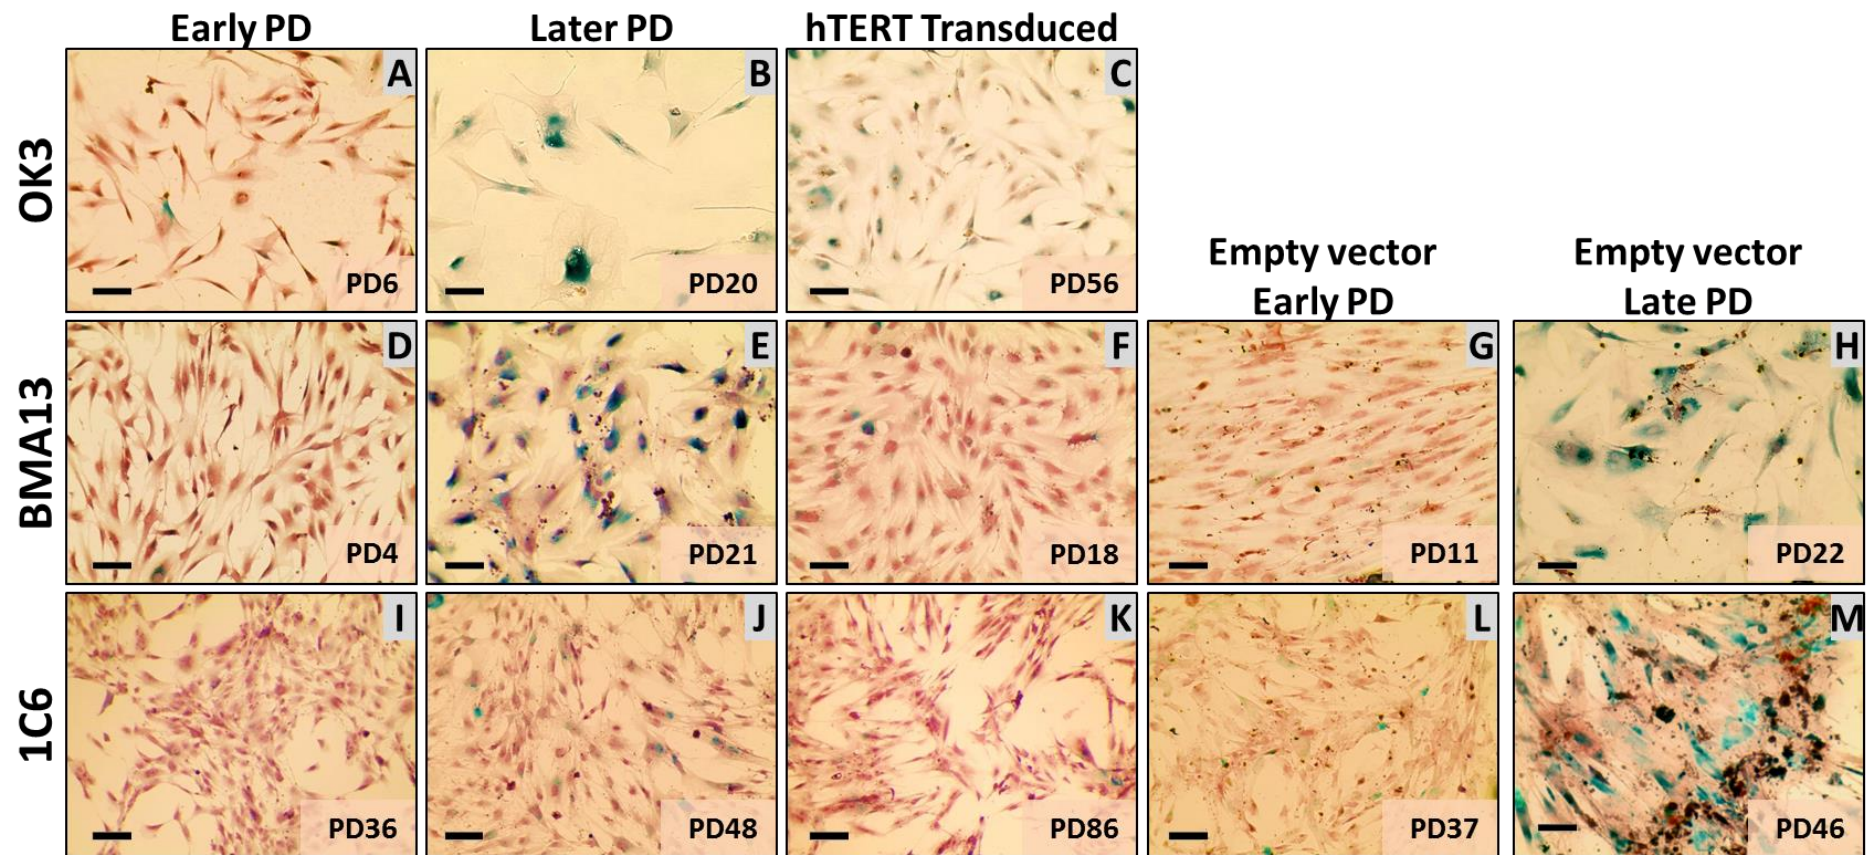 Early PD
Later PD
hTERT Transduced
OK3
A
PD6
B
PD20
C
PD56
Empty vector
Early PD
Empty vector
Late PD
BMA13
D
PD4
E
PD21
F
PD18
G
PD11
H
PD22
1C6
I
PD36
J
PD48
K
PD86
L
PD37
M
PD46